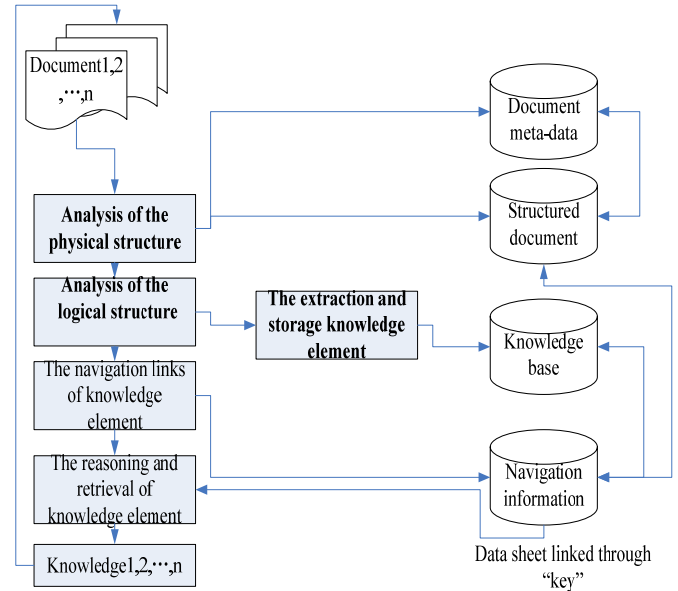 Document1,2
,⋯,n
Document
meta-data
Analysis of the
physical structure
Structured
document
Analysis of the
logical structure
The extraction and
storage knowledge
element
Knowledge
base
The navigation links
of knowledge
element
The reasoning and
retrieval of
knowledge element
Navigation
information
Knowledge1,2,⋯,n
Data sheet linked through
“key”